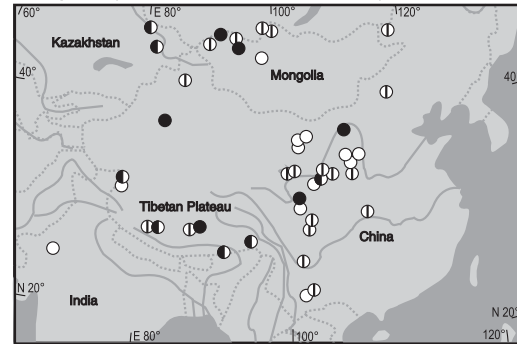 60°
E 80°
100°
120°
Kazakhstan
Mongolia
40°
40
Tibetan Plateau
China
N 20°
India
N 20°
E 80°
100°
120°